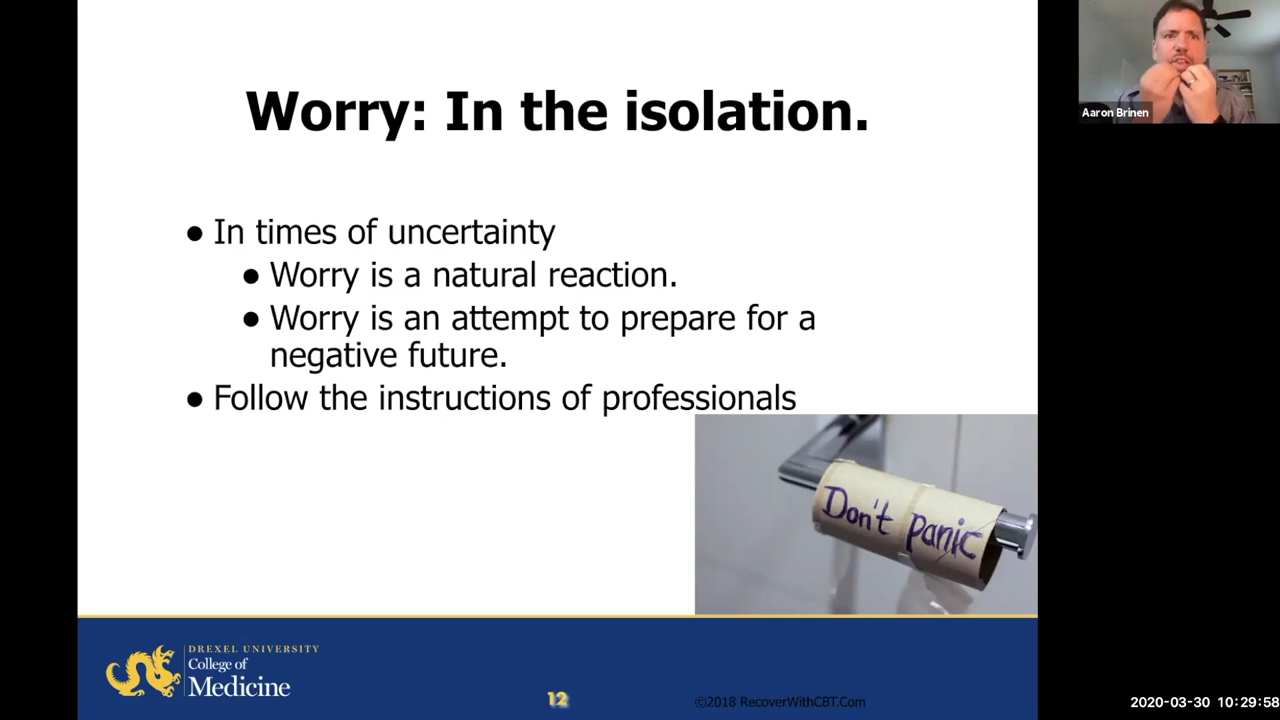 Worry: In the isolation.
● In times of uncertainty
● Worry is a natural reaction.
● Worry is an attempt to prepare for a
negative future.
● Follow the instructions of professionals
Don't panic
DREXEL UNIVERSITY
College of
Medicine
12
©2018 RecoverWithCBT.Com
Aaron Brinen
2020-03-30 10:29:58